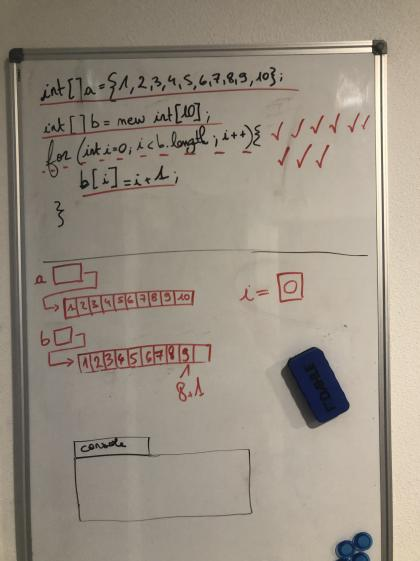 int[] a = {1,2,3,4,5,6,7,8,9,10};
int[] b = new int[10];
for (int i=0; i<b.length; i++){
b[i] = i+1;
}
a
1 2 3 4 5 6 7 8 9 10
i = 0
b
1 2 3 4 5 6 7 8 9
8+1
console
DAHLE